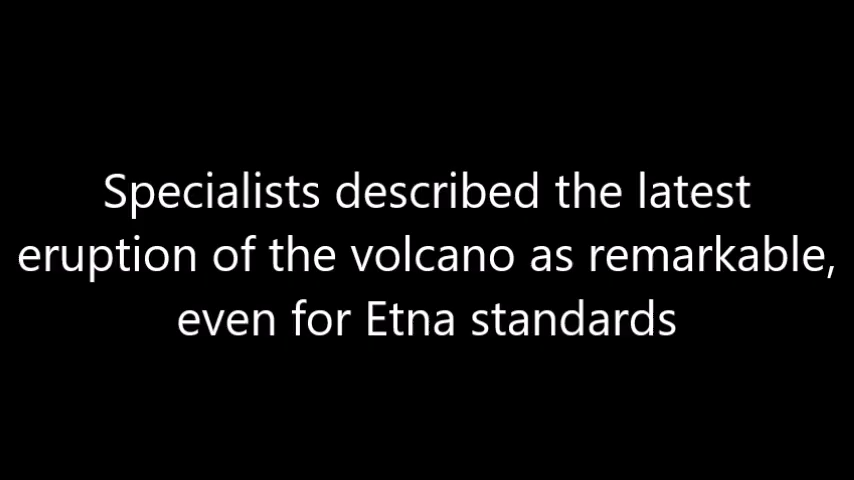 Specialists described the latest
eruption of the volcano as remarkable,
even for Etna standards